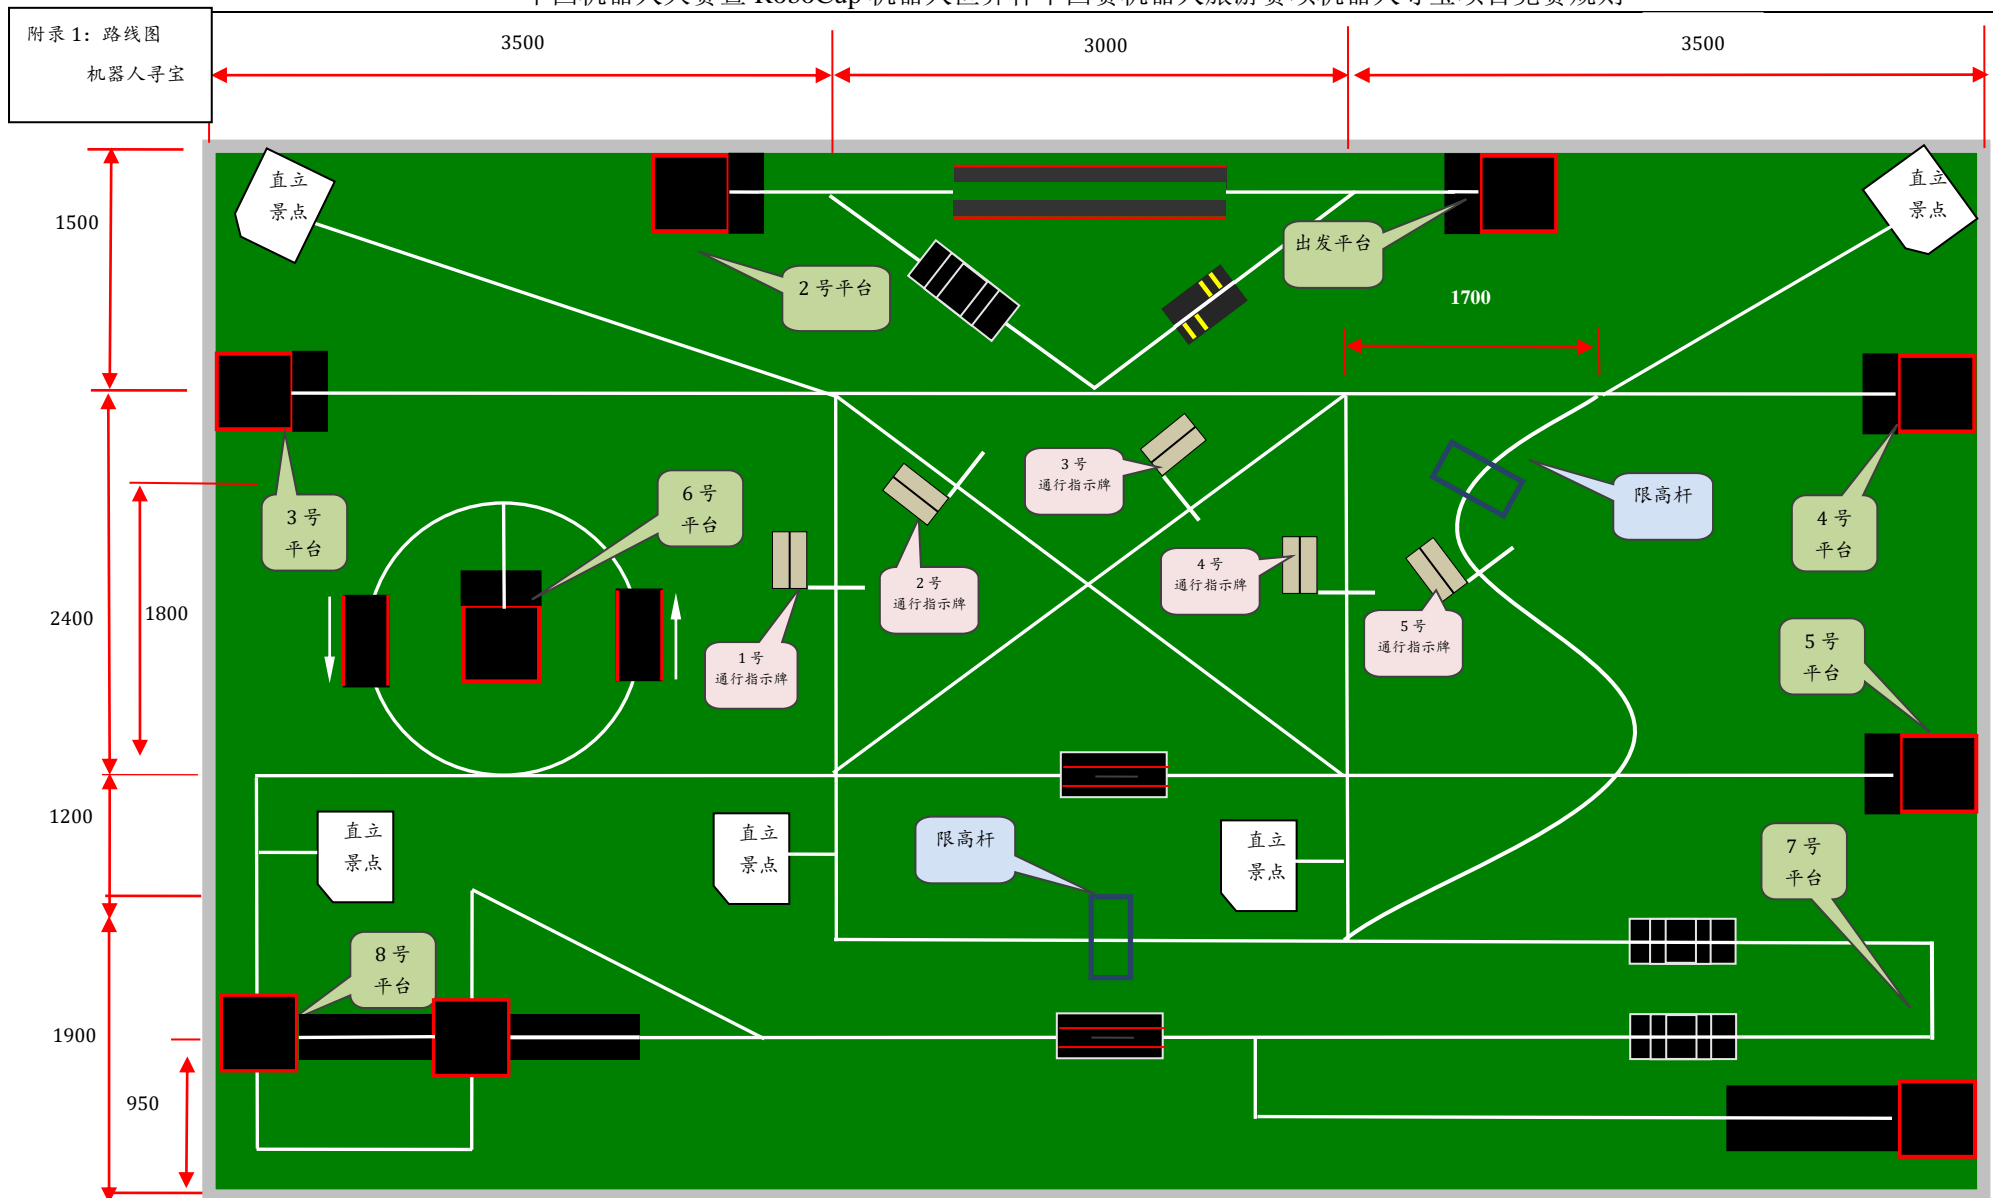 附录 1：路线图
机器人寻宝
3500
3000
3500
直立
景点
直立
景点
1500
2 号平台
出发平台
1700
3 号
平台
6 号
平台
3 号
通行指示牌
限高杆
4 号
平台
2400
1800
2 号
通行指示牌
4 号
通行指示牌
1 号
通行指示牌
5 号
通行指示牌
5 号
平台
1200
直立
景点
直立
景点
限高杆
直立
景点
7 号
平台
8 号
平台
1900
950